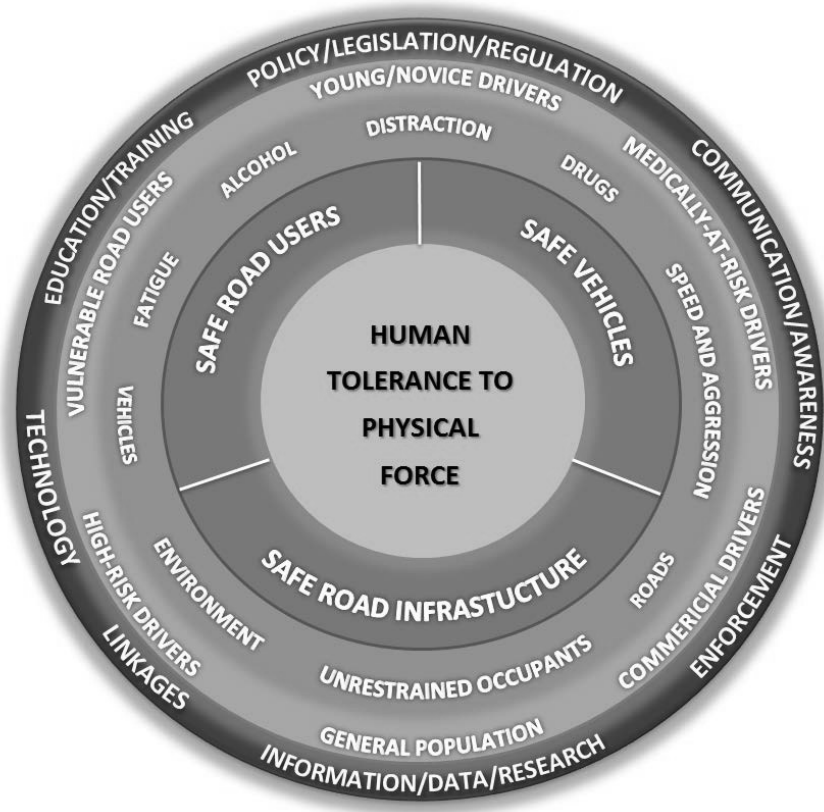 POLICY/LEGISLATION/REGULATION
COMMUNICATION/AWARENESS
ENFORCEMENT
INFORMATION/DATA/RESEARCH
LINKAGES
TECHNOLOGY
EDUCATION/TRAINING
YOUNG/NOVICE DRIVERS
MEDICALLY-AT-RISK DRIVERS
COMMERICIAL DRIVERS
GENERAL POPULATION
HIGH-RISK DRIVERS
VULNERABLE ROAD USERS
DISTRACTION
DRUGS
SPEED AND AGGRESSION
ROADS
UNRESTRAINED OCCUPANTS
ENVIRONMENT
VEHICLES
FATIGUE
ALCOHOL
SAFE ROAD USERS
SAFE VEHICLES
SAFE ROAD INFRASTUCTURE
HUMAN
TOLERANCE TO
PHYSICAL
FORCE